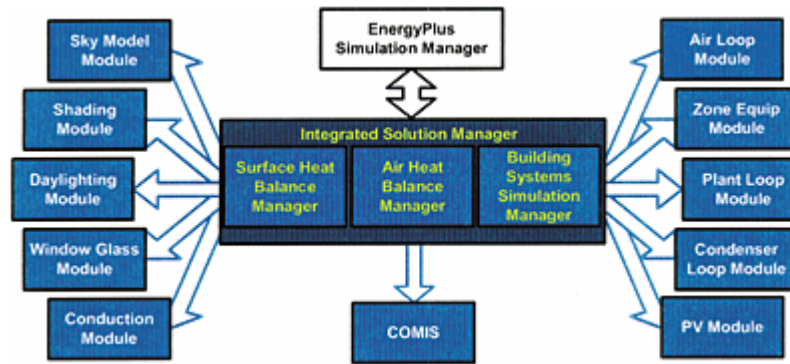 EnergyPlus
Simulation Manager
Sky Model
Module
Shading
Module
Daylighting
Module
Window Glass
Module
Conduction
Module
Integrated Solution Manager
Surface Heat
Balance
Manager
Air Heat
Balance
Manager
Building
Systems
Simulation
Manager
COMIS
Air Loop
Module
Zone Equip
Module
Plant Loop
Module
Condenser
Loop Module
PV Module